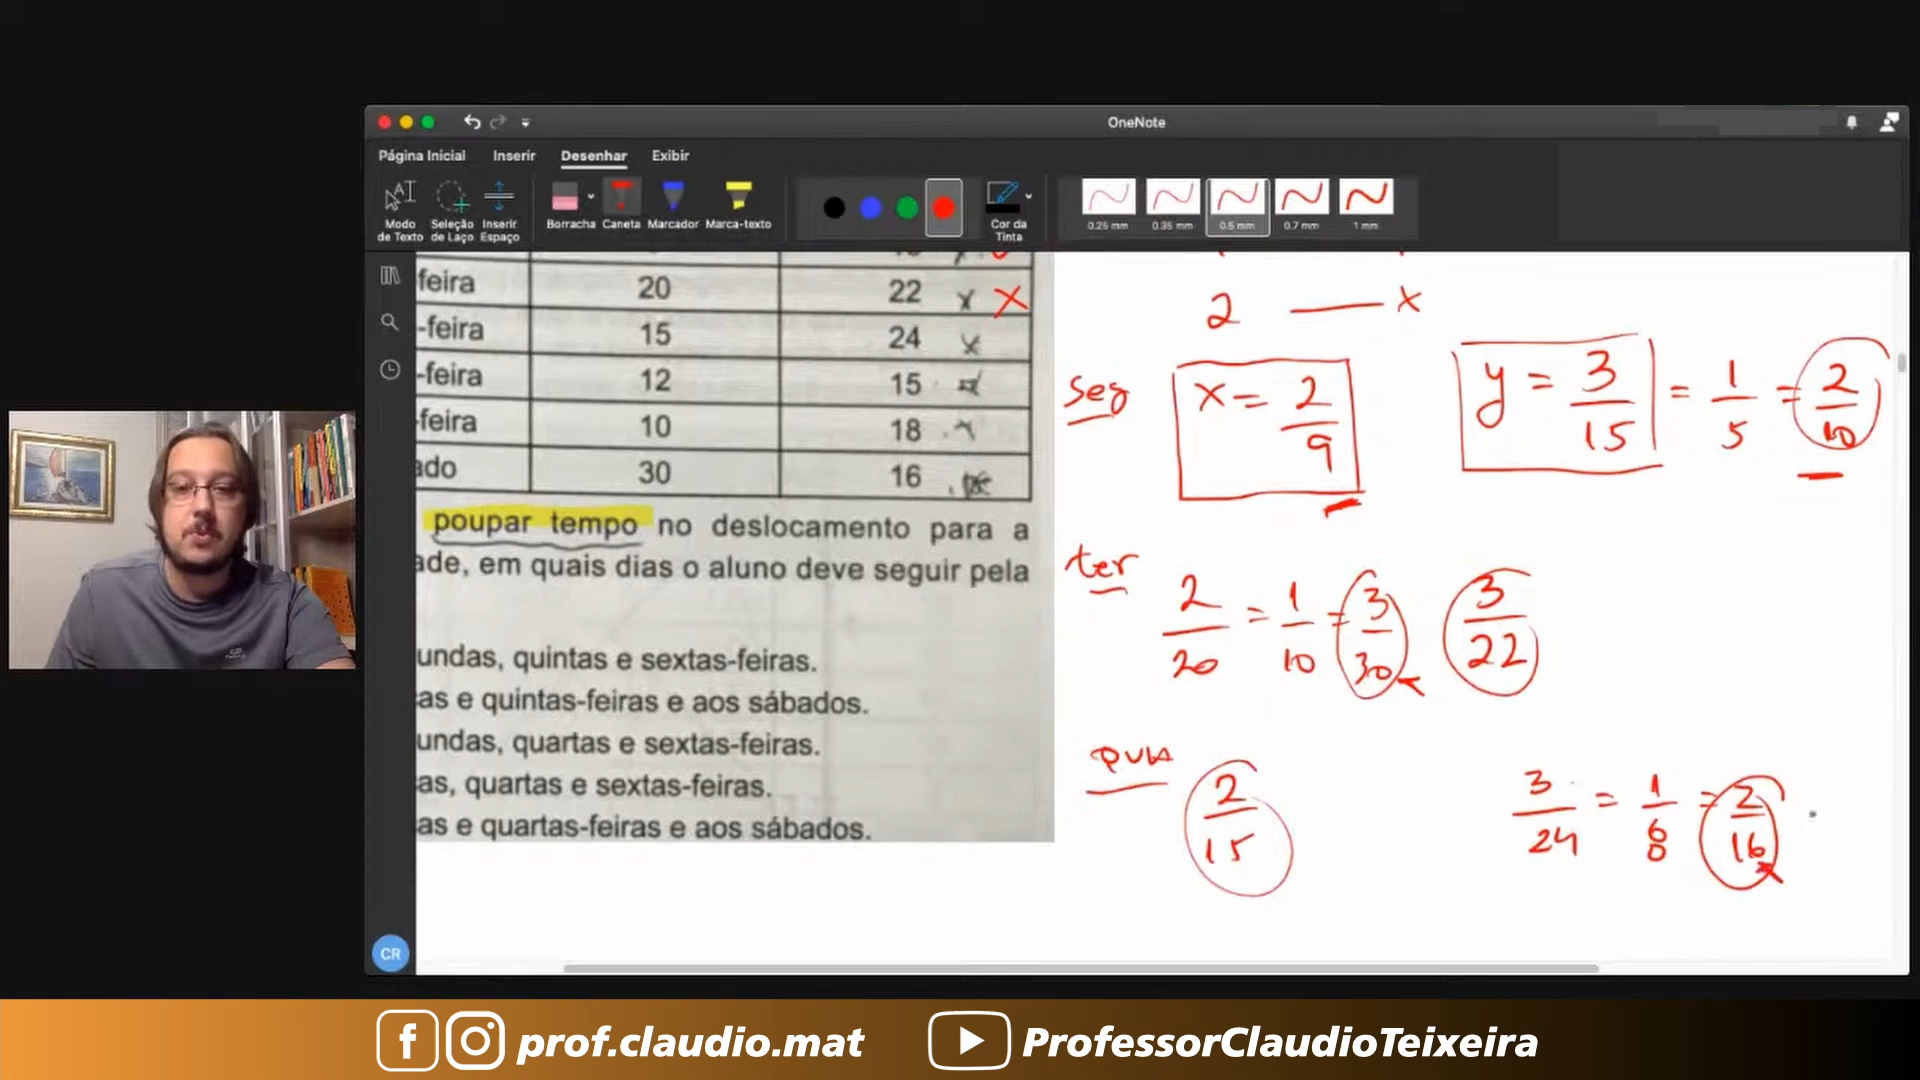 OneNote
Página Inicial Inserir Desenhar Exibir
Modo de Texto
Seleção de Laço
Inserir Espaço
Borracha Caneta Marcador Marca-texto
Cor da Tinta
0.25 mm 0.35 mm 0.5 mm 0.7 mm 1 mm
feira 20 22 x X
-feira 15 24 x
-feira 12 15
-feira 10 18
ado 30 16
poupar tempo no deslocamento para a
ade, em quais dias o aluno deve seguir pela
undas, quintas e sextas-feiras.
as e quintas-feiras e aos sábados.
undas, quartas e sextas-feiras.
as, quartas e sextas-feiras.
as e quartas-feiras e aos sábados.
2 — x
seg x = 2/9 y = 3/15 = 1/5 = 2/10
ter 2/20 = 1/10 = 3/30 3/22
2/15 3/24 = 1/8 = 2/16
CR
prof.claudio.mat ProfessorClaudioTeixeira